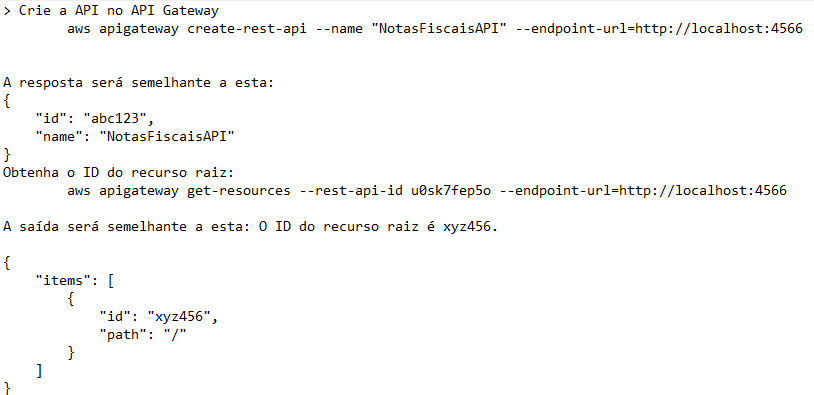 > Crie a API no API Gateway
        aws apigateway create-rest-api --name "NotasFiscaisAPI" --endpoint-url=http://localhost:4566
A resposta será semelhante a esta:
{
    "id": "abc123",
    "name": "NotasFiscaisAPI"
}
Obtenha o ID do recurso raiz:
        aws apigateway get-resources --rest-api-id u0sk7fep5o --endpoint-url=http://localhost:4566
A saída será semelhante a esta: O ID do recurso raiz é xyz456.
{
    "items": [
        {
            "id": "xyz456",
            "path": "/"
        }
    ]
}